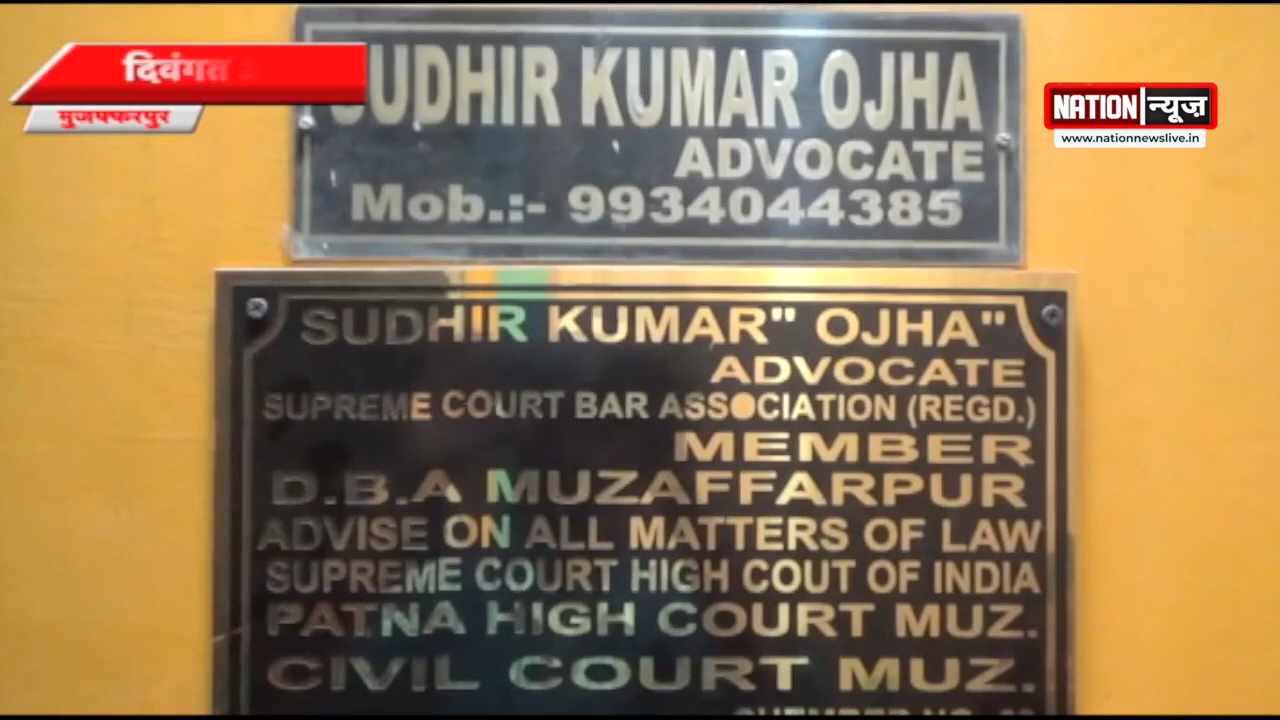 दिवंगत
मुजफ्फरपुर
NATION न्यूज़
www.nationnewslive.in
SUDHIR KUMAR OJHA
ADVOCATE
Mob.:- 9934044385
SUDHIR KUMAR" OJHA"
ADVOCATE
SUPREME COURT BAR ASSOCIATION (REGD.)
MEMBER
D.B.A MUZAFFARPUR
ADVISE ON ALL MATTERS OF LAW
SUPREME COURT HIGH COUT OF INDIA
PATNA HIGH COURT MUZ.
CIVIL COURT MUZ.